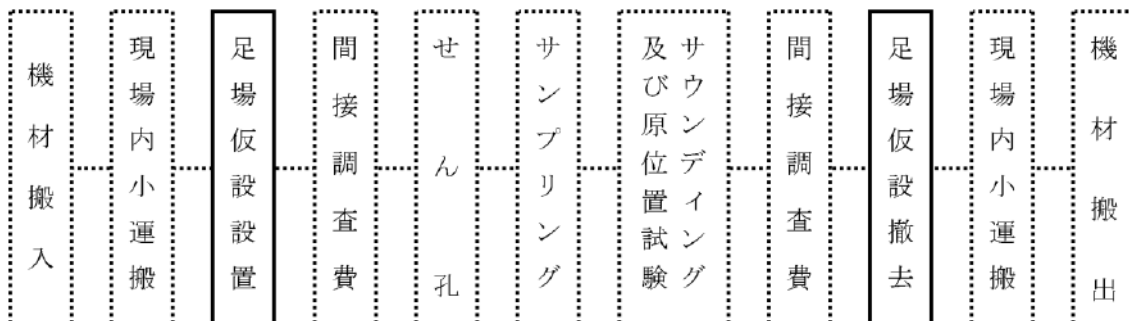 機材搬入
現場内小運搬
足場仮設設置
間接調査費
せん孔
サンプリング
サウンディング
及び原位置試験
間接調査費
足場仮設撤去
現場内小運搬
機材搬出